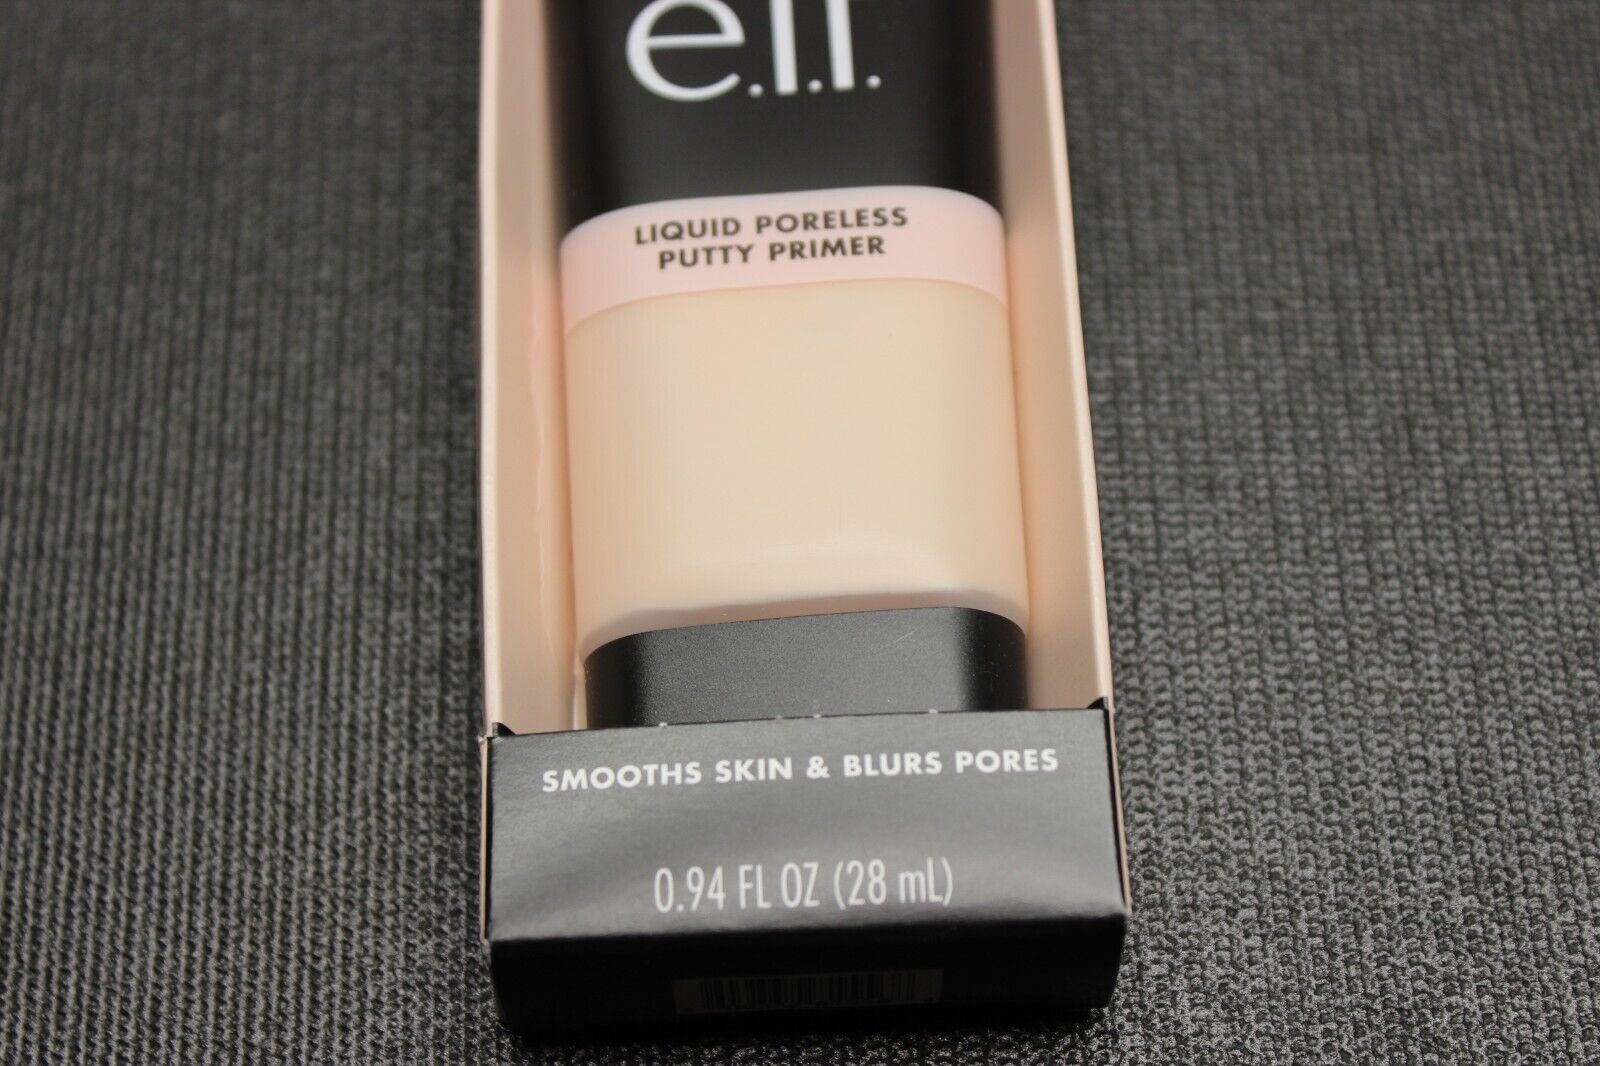 e.l.f.
LIQUID PORELESS
PUTTY PRIMER
SMOOTHS SKIN & BLURS PORES
0.94 FL OZ (28 mL)